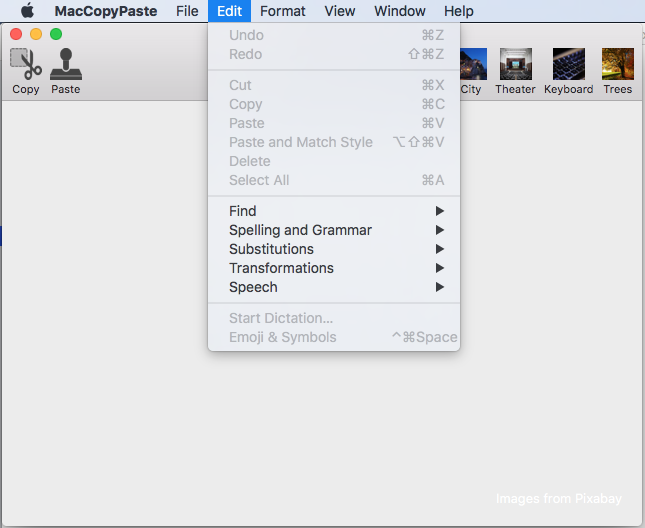 MacCopyPaste File Edit Format View Window Help
Copy Paste City Theater Keyboard Trees
Undo ⌘Z
Redo ⇧⌘Z
Cut ⌘X
Copy ⌘C
Paste ⌘V
Paste and Match Style ⌥⇧⌘V
Delete
Select All ⌘A
Find ▶
Spelling and Grammar ▶
Substitutions ▶
Transformations ▶
Speech ▶
Start Dictation...
Emoji & Symbols ^⌘Space
Images from Pixabay